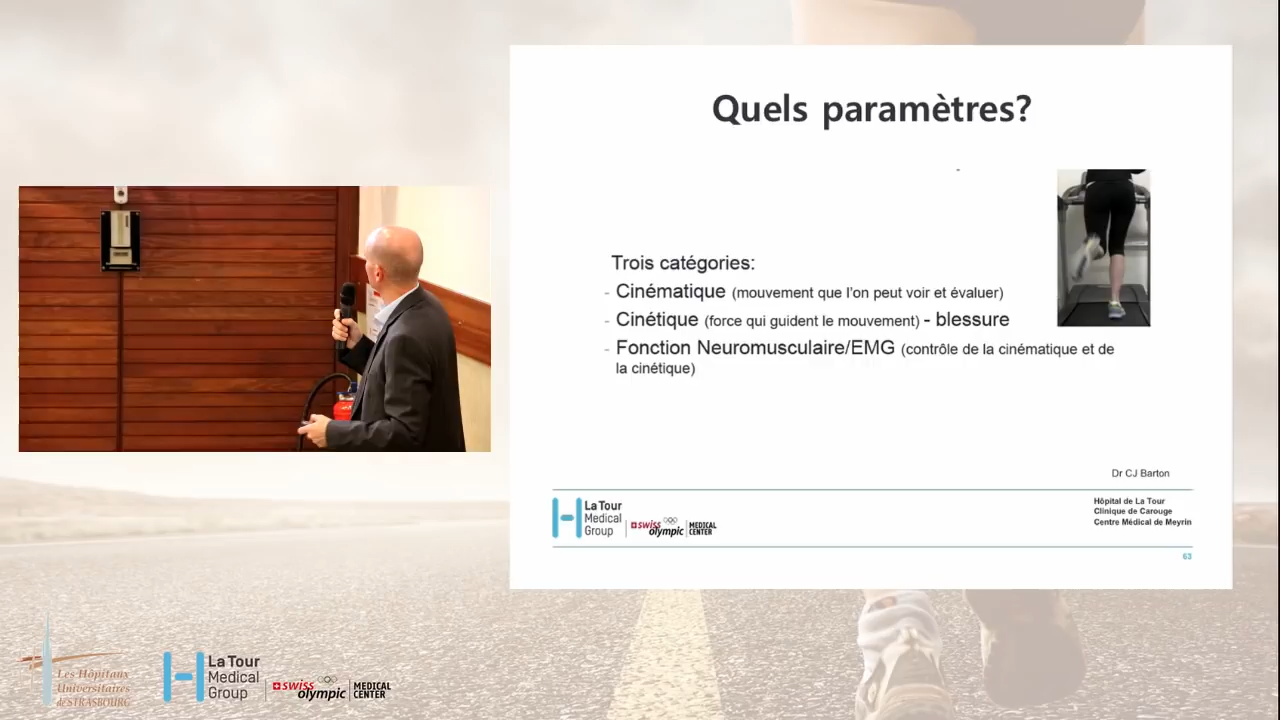 Quels paramètres?
Trois catégories:
- Cinématique (mouvement que l'on peut voir et évaluer)
- Cinétique (force qui guident le mouvement) - blessure
- Fonction Neuromusculaire/EMG (contrôle de la cinématique et de
la cinétique)
Dr CJ Barton
La Tour
Medical
Group
swiss
olympic
MEDICAL
CENTER
Hôpital de La Tour
Clinique de Carouge
Centre Médical de Meyrin
63
Les Hôpitaux
Universitaires
de STRASBOURG
La Tour
Medical
Group
swiss
olympic
MEDICAL
CENTER